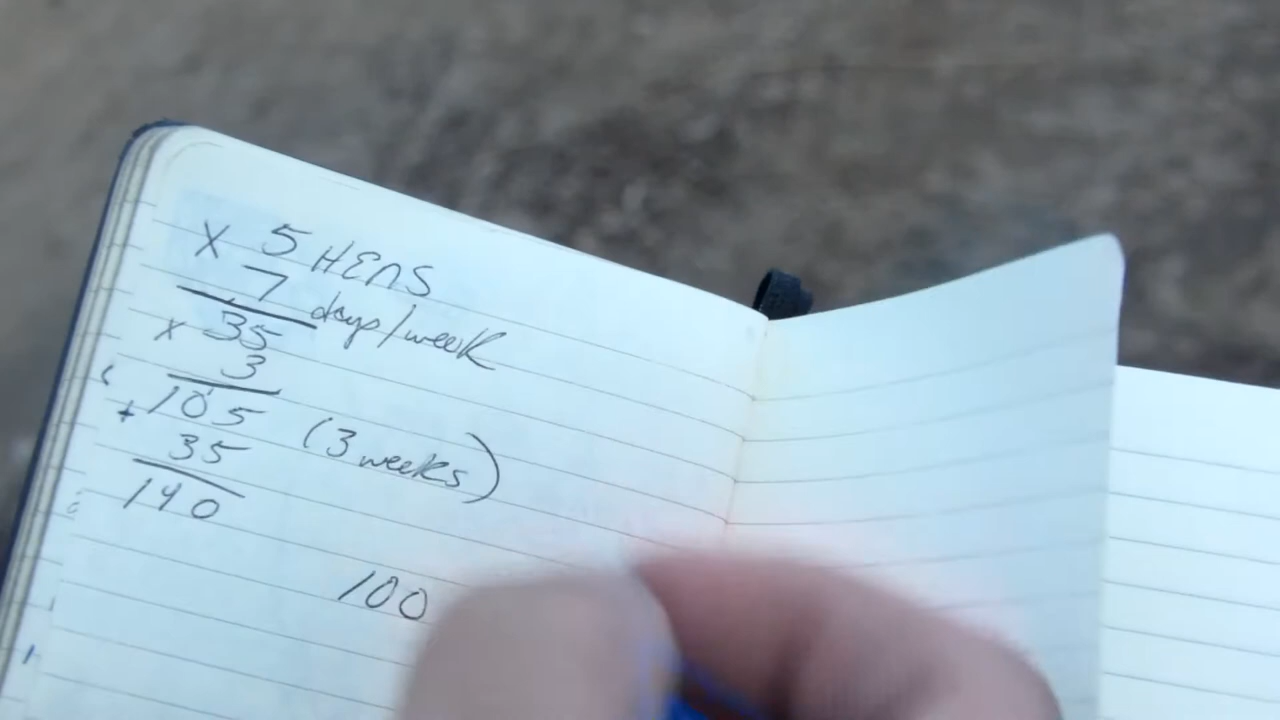 x 5 HENS
7 days/week
x 35
3
105 (3 weeks)
+ 35
140
100